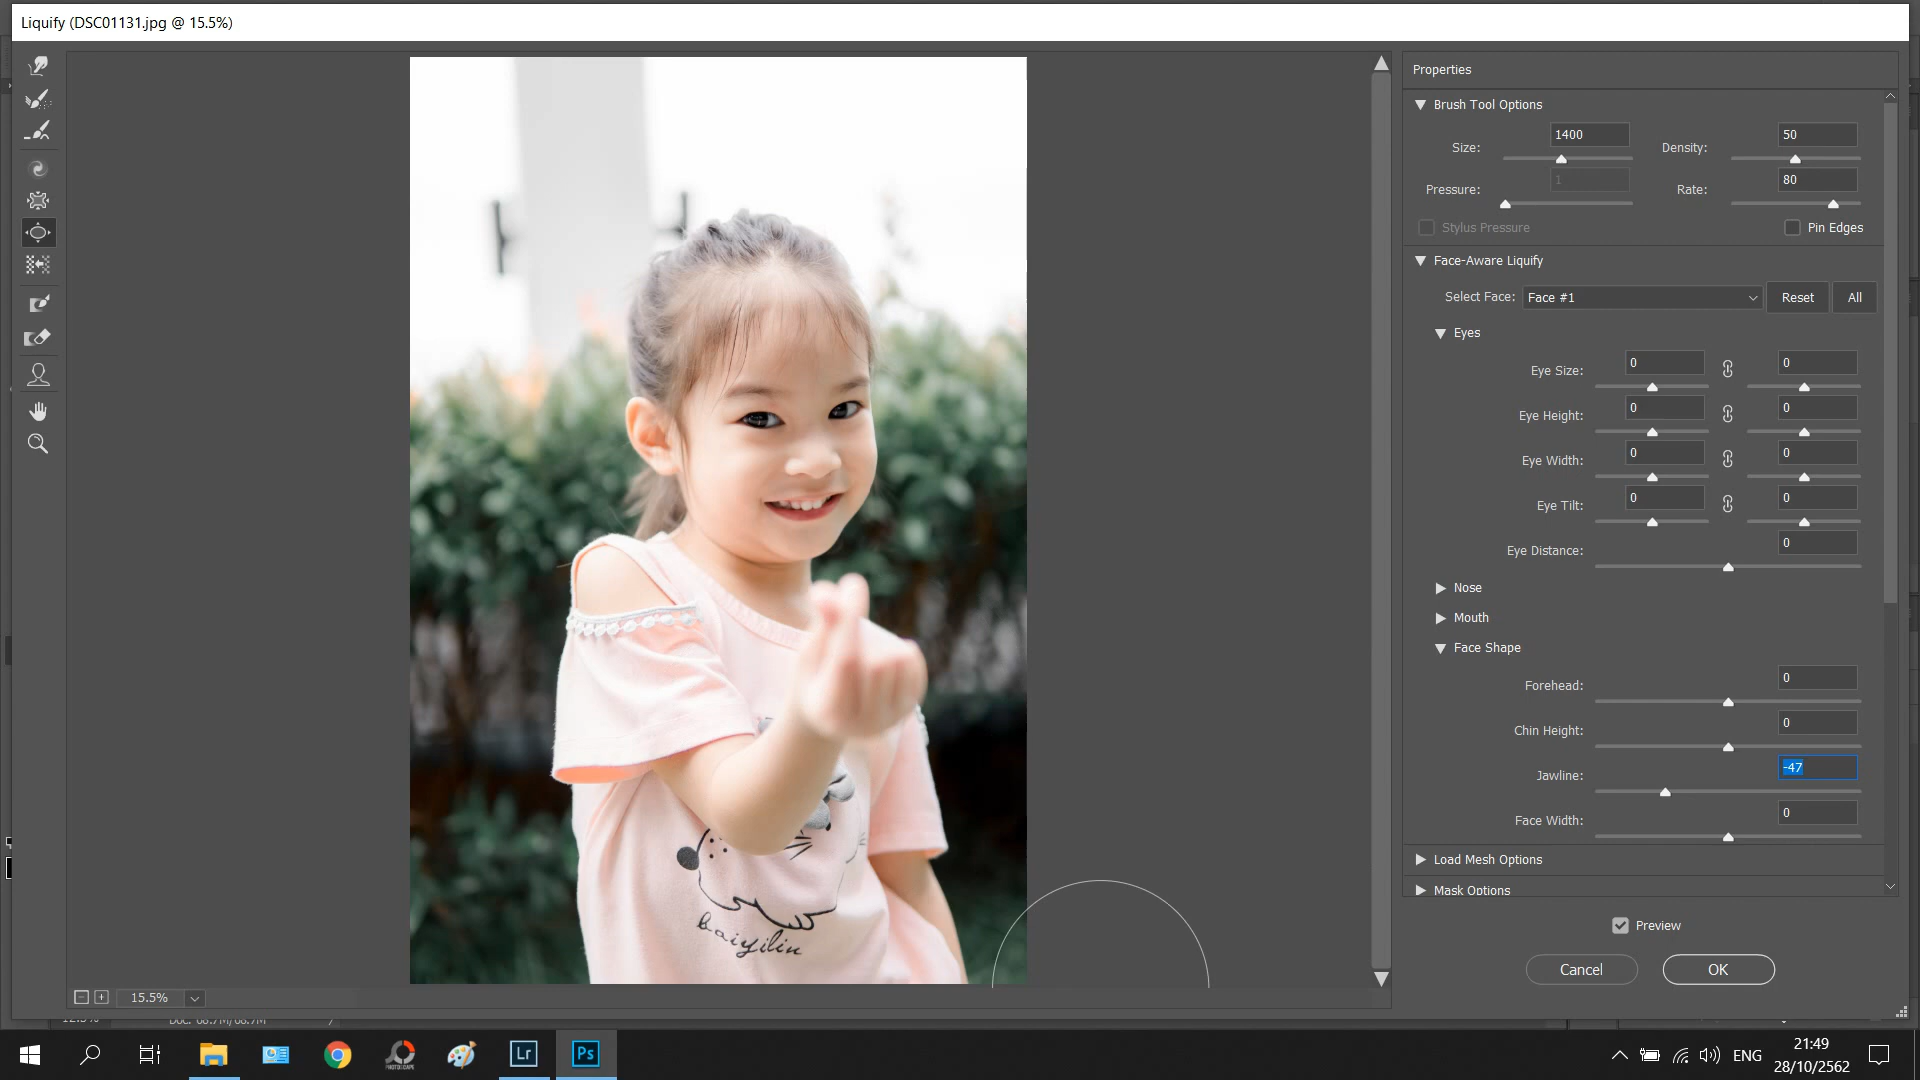 Liquify (DSC01131.jpg @ 15.5%)
Properties
Brush Tool Options
Size: 1400 Density: 50
Pressure: 1 Rate: 80
Stylus Pressure Pin Edges
Face-Aware Liquify
Select Face: Face #1 Reset All
Eyes
Eye Size: 0 0
Eye Height: 0 0
Eye Width: 0 0
Eye Tilt: 0 0
Eye Distance: 0
Nose
Mouth
Face Shape
Forehead: 0
Chin Height: 0
Jawline: -47
Face Width: 0
Load Mesh Options
Mask Options
Preview
Cancel OK
baiyilin
15.5%
Lr Ps
ENG
21:49
28/10/2562